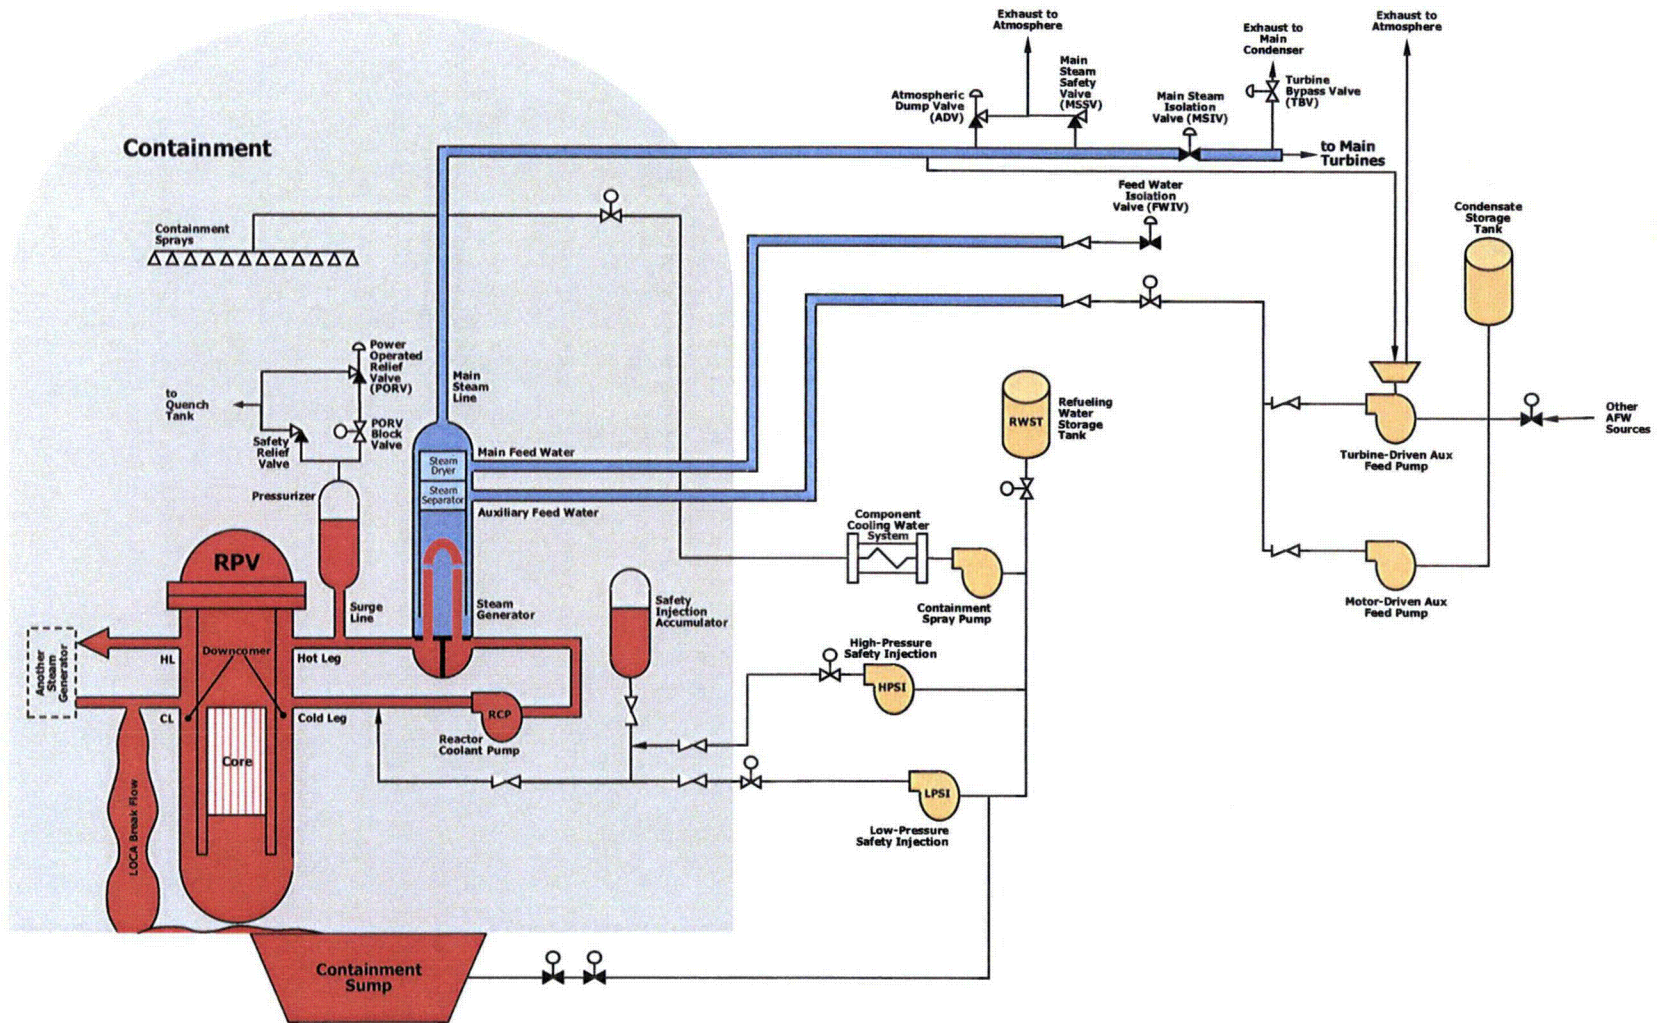 Exhaust to
Atmosphere
Exhaust to
Main
Condenser
Exhaust to
Atmosphere
Atmospheric
Dump Valve
(ADV)
Main
Steam
Safety
Valve
(MSSV)
Main Steam
Isolation
Valve (MSIV)
Turbine
Bypass Valve
(TBV)
to Main
Turbines
Containment
Containment
Sprays
Feed Water
Isolation
Valve (FWIV)
Condensate
Storage
Tank
Power
Operated
Relief
Valve
(PORV)
to
Quench
Tank
Safety
Relief
Valve
PORV
Block
Valve
Main
Steam
Line
RWST
Refueling
Water
Storage
Tank
Other
AFW
Sources
Turbine-Driven Aux
Feed Pump
Main Feed Water
Steam
Dryer
Steam
Separator
Auxiliary Feed Water
Pressurizer
Component
Cooling Water
System
RPV
Surge
Line
Steam
Generator
Safety
Injection
Accumulator
Containment
Spray Pump
Motor-Driven Aux
Feed Pump
Another
Steam
Generator
HL
Downcomer
Hot Leg
High-Pressure
Safety Injection
HPSI
CL
Cold Leg
RCP
Reactor
Coolant Pump
Core
LOCA Break Flow
LPSI
Low-Pressure
Safety Injection
Containment
Sump